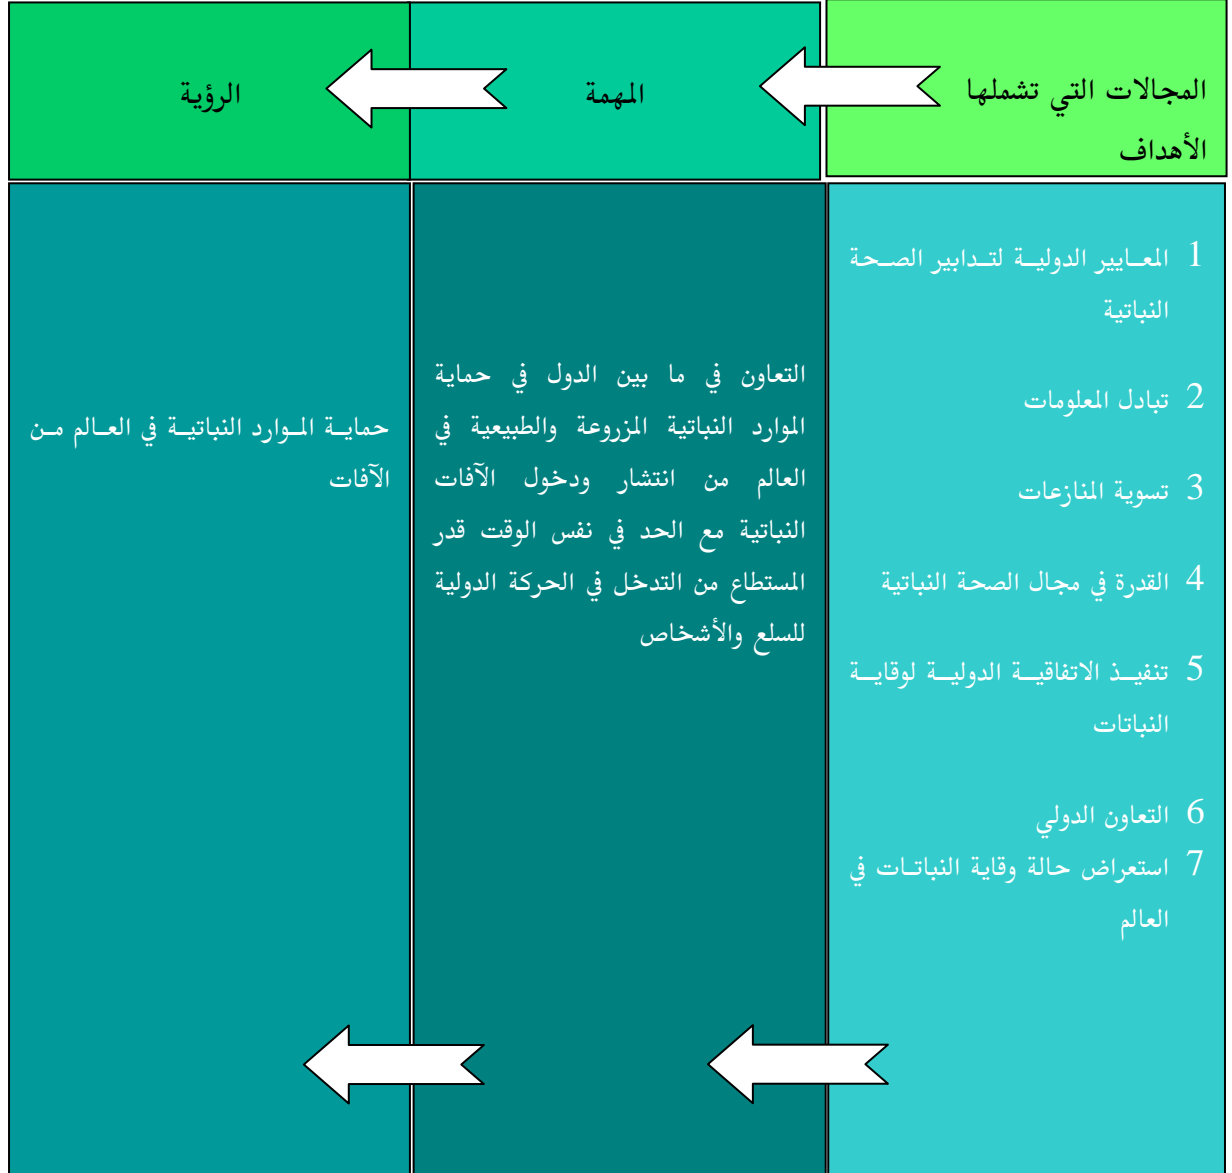 المجالات التي تشملها
الأهداف
المهمة
الرؤية
1 المعايير الدولية لتدابير الصحة
النباتية
2 تبادل المعلومات
3 تسوية المنازعات
4 القدرة في مجال الصحة النباتية
5 تنفيذ الاتفاقية الدولية لوقاية
النباتات
6 التعاون الدولي
7 استعراض حالة وقاية النباتات في
العالم
التعاون في ما بين الدول في حماية
الموارد النباتية المزروعة والطبيعية في
العالم من انتشار ودخول الآفات
النباتية مع الحد في نفس الوقت قدر
المستطاع من التدخل في الحركة الدولية
للسلع والأشخاص
حماية الموارد النباتية في العالم من
الآفات